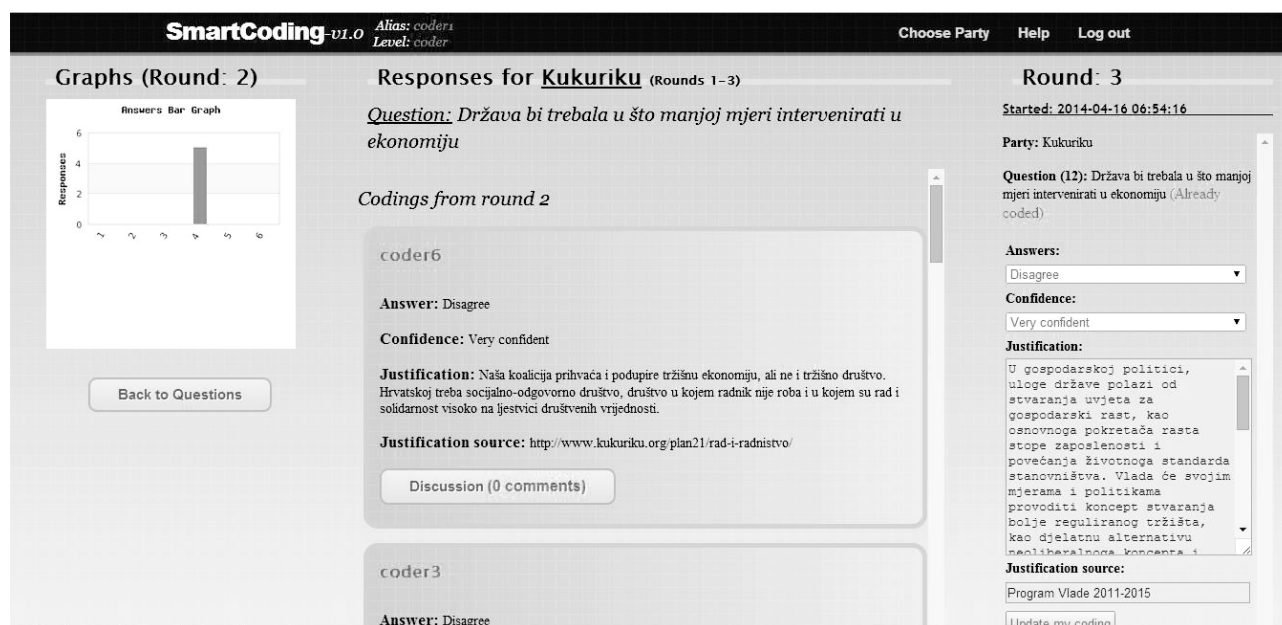 SmartCoding-v1.0 Alias: coder1
Level: coder
Choose Party Help Log out
Graphs (Round: 2)
Answers Bar Graph
Responses
6
4
2
0
1 2 3 4 5 6
Back to Questions
Responses for Kukuriku (Rounds 1-3)
Question: Država bi trebala u što manjoj mjeri intervenirati u
ekonomiju
Codings from round 2
coder6
Answer: Disagree
Confidence: Very confident
Justification: Naša koalicija prihvaća i podupire tržišnu ekonomiju, ali ne i tržišno društvo.
Hrvatskoj treba socijalno-odgovorno društvo, društvo u kojem radnik nije roba i u kojem su rad i
solidarnost visoko na ljestvici društvenih vrijednosti.
Justification source: http://www.kukuriku.org/plan21/rad-i-radnistvo/
Discussion (0 comments)
coder3
Answer: Disagree
Round: 3
Started: 2014-04-16 06:54:16
Party: Kukuriku
Question (12): Država bi trebala u što manjoj
mjeri intervenirati u ekonomiju (Already
coded)
Answers:
Disagree
Confidence:
Very confident
Justification:
U gospodarskoj politici,
uloge države polazi od
stvaranja uvjeta za
gospodarski rast, kao
osnovnoga pokretača rasta
stope zaposlenosti i
povećanja životnoga standarda
stanovništva. Vlada će svojim
mjerama i politikama
provoditi koncept stvaranja
bolje reguliranog tržišta,
kao djelatnu alternativu
neoliberalnoga koncepta i
Justification source:
Program Vlade 2011-2015
Update my coding